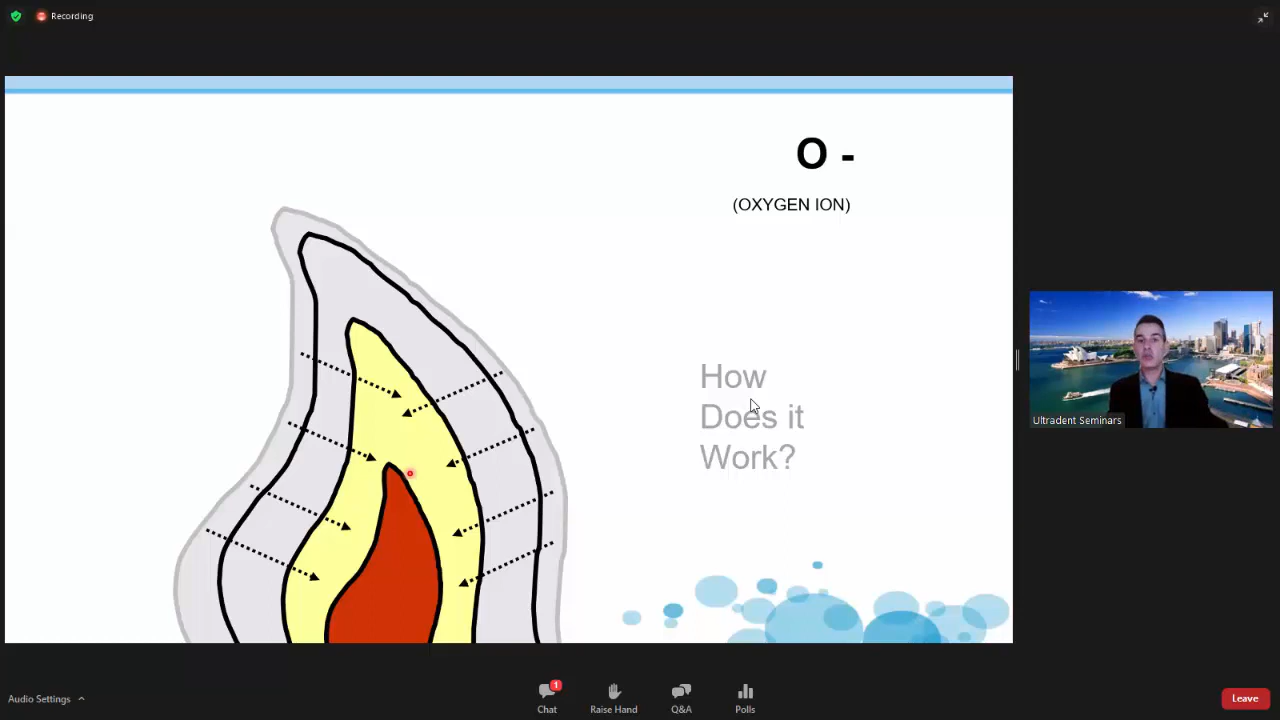 Recording
O -
(OXYGEN ION)
How
Does it
Work?
Ultradent Seminars
Audio Settings
1
Chat
Raise Hand
Q&A
Polls
Leave